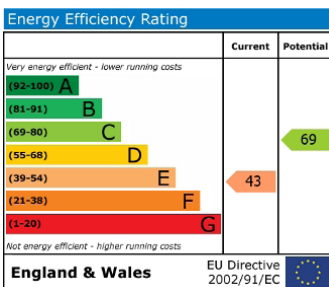 Energy Efficiency Rating
Current Potential
Very energy efficient - lower running costs
(92-100) A
(81-91) B
(69-80) C
69
(55-68) D
(39-54) E
43
(21-38) F
(1-20) G
Not energy efficient - higher running costs
England & Wales
EU Directive
2002/91/EC